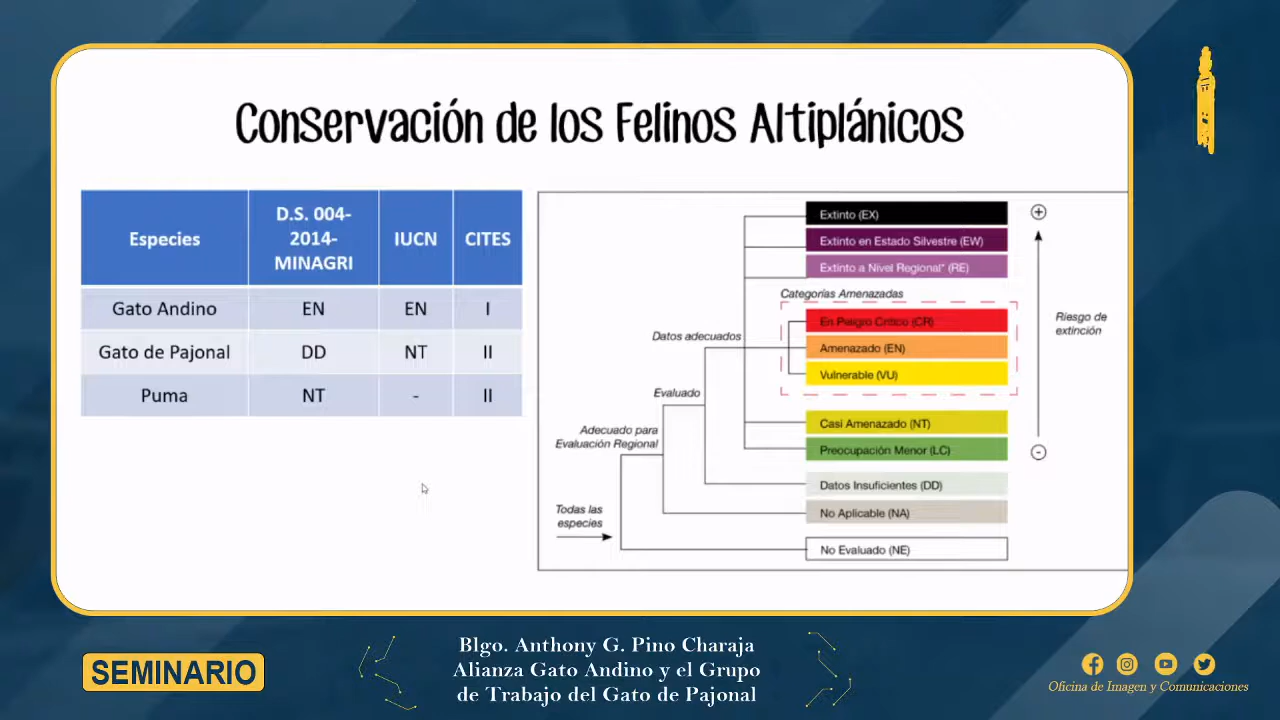 Conservación de los Felinos Altiplánicos
Especies
D.S. 004-
2014-
MINAGRI
IUCN
CITES
Gato Andino EN EN I
Gato de Pajonal DD NT II
Puma NT - II
Extinto (EX)
Extinto en Estado Silvestre (EW)
Extinto a Nivel Regional* (RE)
Categorías Amenazadas
En Peligro Crítico (CR)
Amenazado (EN)
Vulnerable (VU)
Casi Amenazado (NT)
Preocupación Menor (LC)
Datos Insuficientes (DD)
No Aplicable (NA)
No Evaluado (NE)
Datos adecuados
Evaluado
Adecuado para
Evaluación Regional
Todas las
especies
+
Riesgo de
extinción
-
SEMINARIO
Blgo. Anthony G. Pino Charaja
Alianza Gato Andino y el Grupo
de Trabajo del Gato de Pajonal
Oficina de Imagen y Comunicaciones